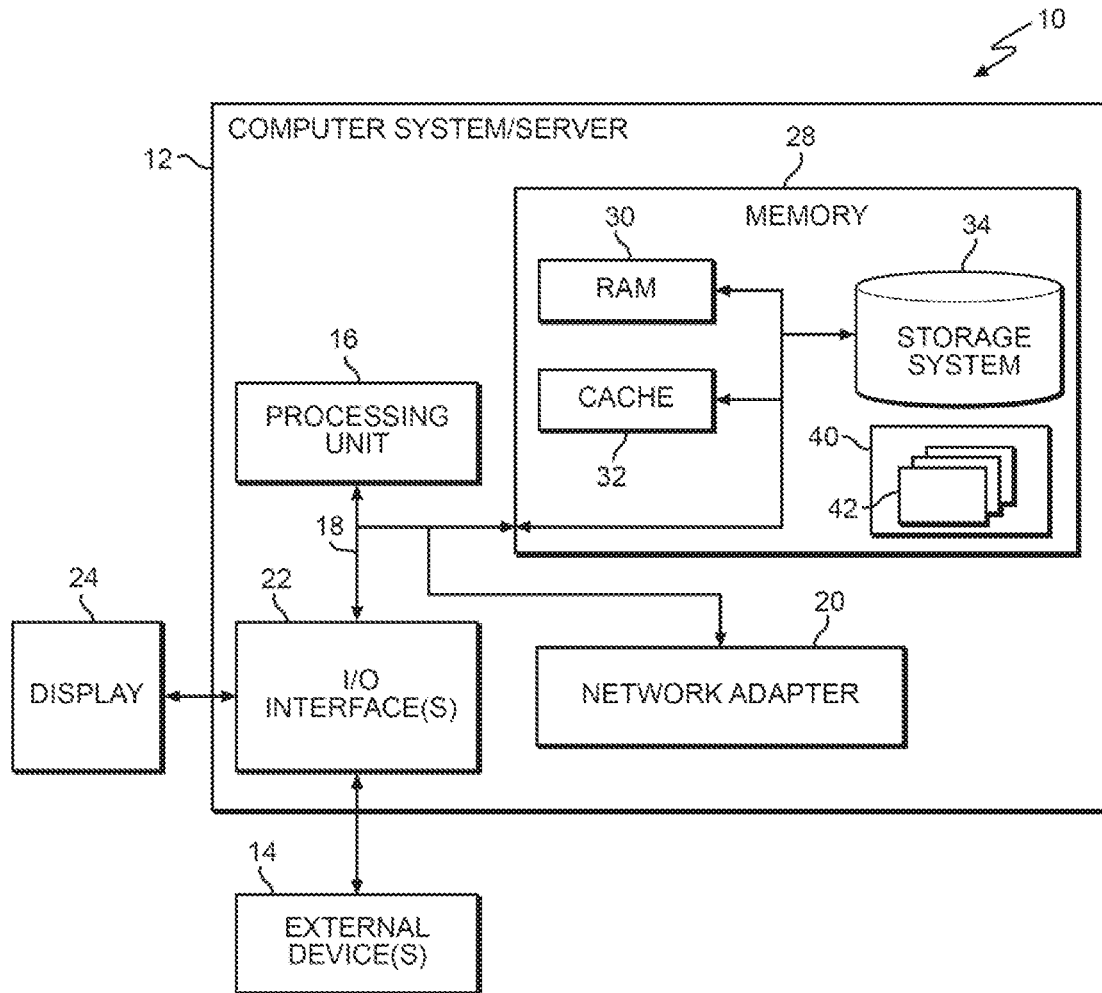 10
COMPUTER SYSTEM/SERVER
12
28
MEMORY
30
RAM
34
STORAGE
SYSTEM
CACHE
32
40
42
16
PROCESSING
UNIT
18
24
DISPLAY
22
I/O
INTERFACE(S)
20
NETWORK ADAPTER
14
EXTERNAL
DEVICE(S)